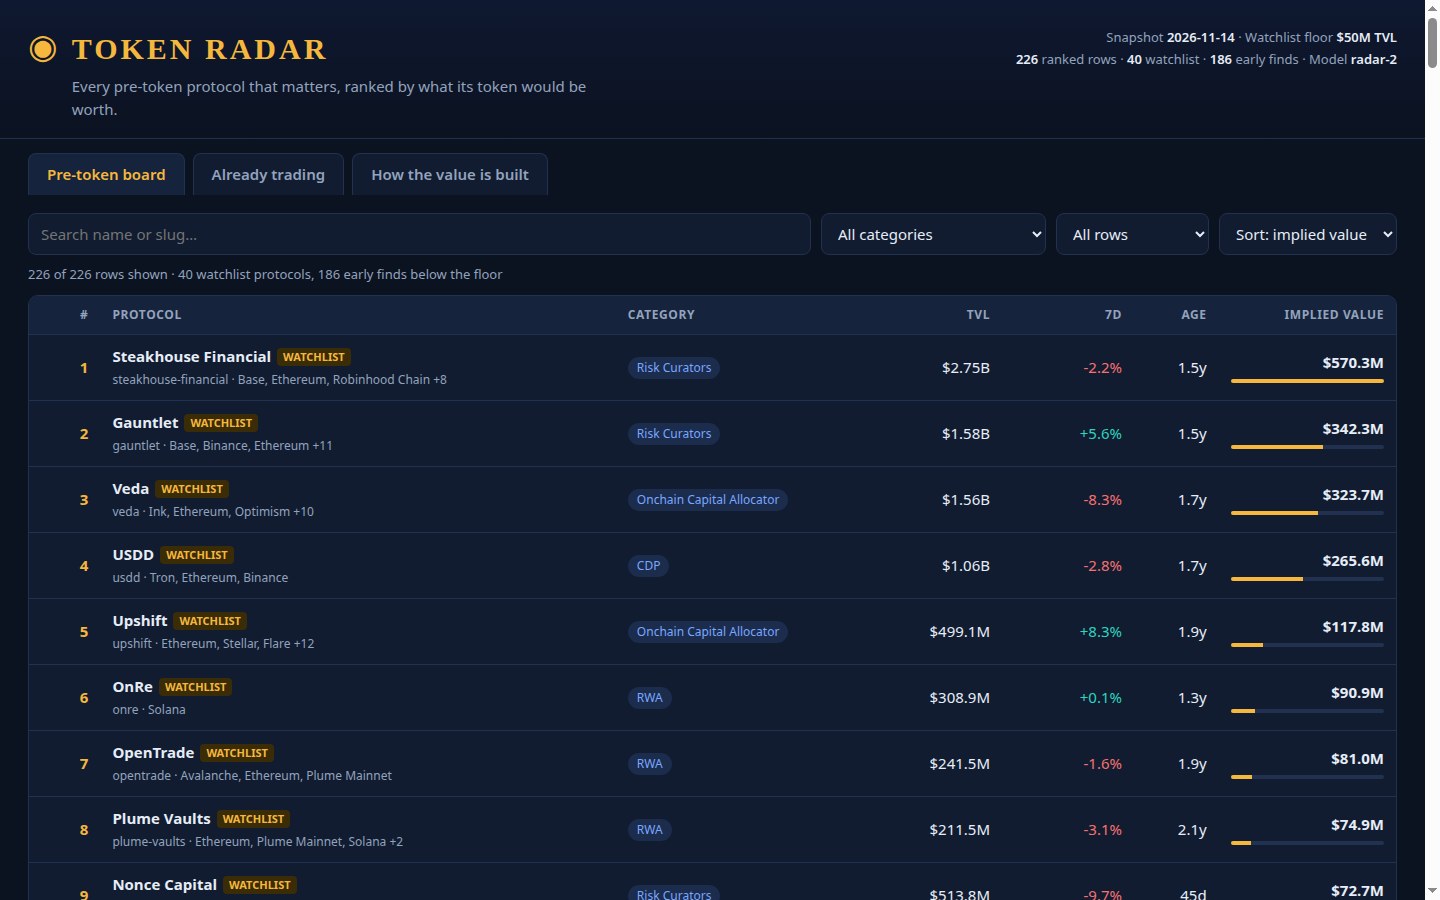 TOKEN RADAR
Every pre-token protocol that matters, ranked by what its token would be
worth.
Snapshot 2026-11-14 · Watchlist floor $50M TVL
226 ranked rows · 40 watchlist · 186 early finds · Model radar-2
Pre-token board
Already trading
How the value is built
Search name or slug...
All categories
All rows
Sort: implied value
226 of 226 rows shown · 40 watchlist protocols, 186 early finds below the floor
# PROTOCOL CATEGORY TVL 7D AGE IMPLIED VALUE
1 Steakhouse Financial WATCHLIST Risk Curators $2.75B -2.2% 1.5y $570.3M
steakhouse-financial · Base, Ethereum, Robinhood Chain +8
2 Gauntlet WATCHLIST Risk Curators $1.58B +5.6% 1.5y $342.3M
gauntlet · Base, Binance, Ethereum +11
3 Veda WATCHLIST Onchain Capital Allocator $1.56B -8.3% 1.7y $323.7M
veda · Ink, Ethereum, Optimism +10
4 USDD WATCHLIST CDP $1.06B -2.8% 1.7y $265.6M
usdd · Tron, Ethereum, Binance
5 Upshift WATCHLIST Onchain Capital Allocator $499.1M +8.3% 1.9y $117.8M
upshift · Ethereum, Stellar, Flare +12
6 OnRe WATCHLIST RWA $308.9M +0.1% 1.3y $90.9M
onre · Solana
7 OpenTrade WATCHLIST RWA $241.5M -1.6% 1.9y $81.0M
opentrade · Avalanche, Ethereum, Plume Mainnet
8 Plume Vaults WATCHLIST RWA $211.5M -3.1% 2.1y $74.9M
plume-vaults · Ethereum, Plume Mainnet, Solana +2
9 Nonce Capital WATCHLIST Risk Curators $513.8M -9.7% 45d $72.7M